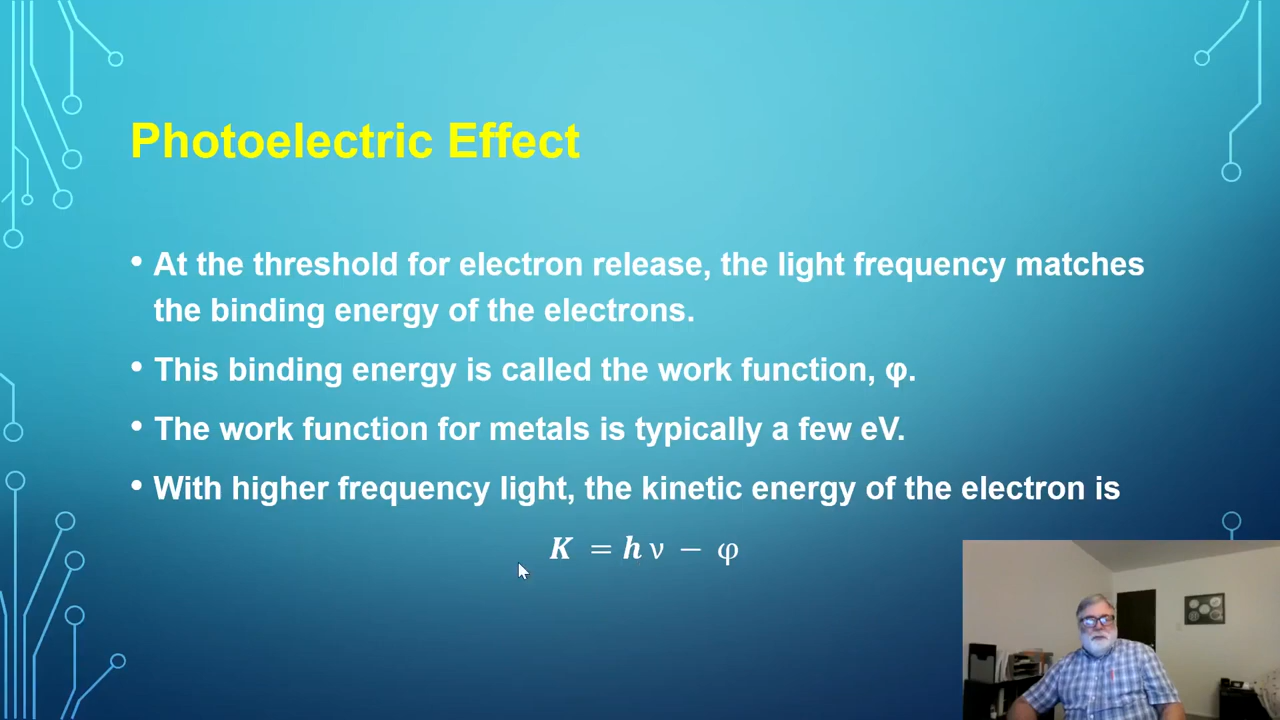 Photoelectric Effect
• At the threshold for electron release, the light frequency matches
the binding energy of the electrons.
• This binding energy is called the work function, φ.
• The work function for metals is typically a few eV.
• With higher frequency light, the kinetic energy of the electron is
K = h ν − φ